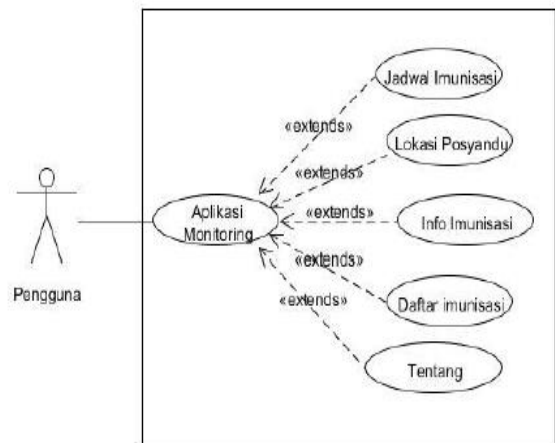 Jadwal Imunisasi
«extends»
Lokasi Posyandu
«extends»
Aplikasi
Monitoring
«extends»
Info Imunisasi
«extends»
Pengguna
Daftar imunisasi
«extends»
Tentang